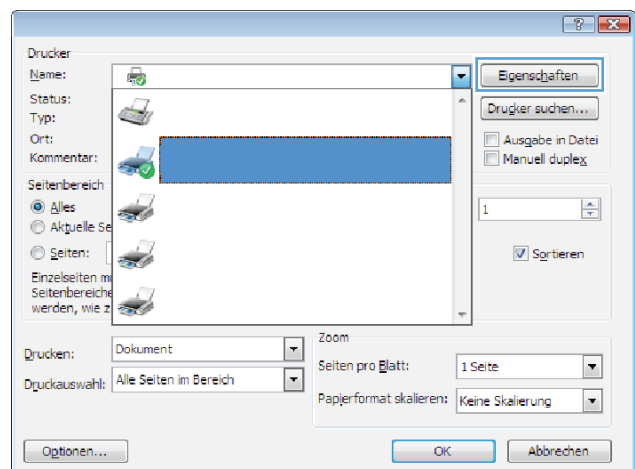 Drucker
Name:
Eigenschaften
Status:
Drucker suchen...
Typ:
Ort:
Ausgabe in Datei
Kommentar:
Manuell duplex
Seitenbereich
Alles
1
Aktuelle Se
Seiten:
Sortieren
Einzelseiten m
Seitenbereiche
werden, wie z
Zoom
Drucken: Dokument
Seiten pro Blatt: 1 Seite
Druckauswahl: Alle Seiten im Bereich
Papierformat skalieren: Keine Skalierung
Optionen...
OK
Abbrechen